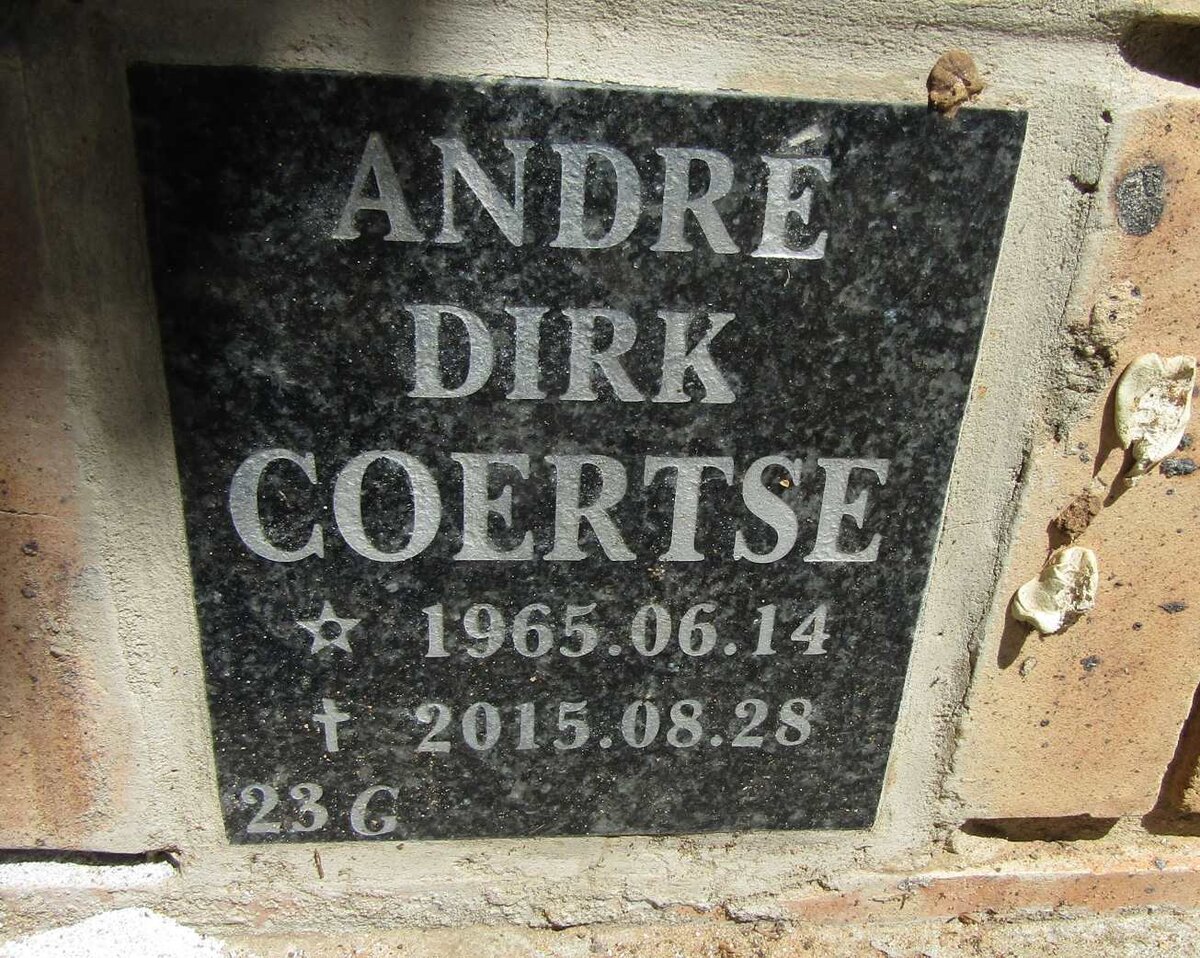 ANDRÉ
DIRK
COERTSE
☆ 1965.06.14
✝ 2015.08.28
23 G